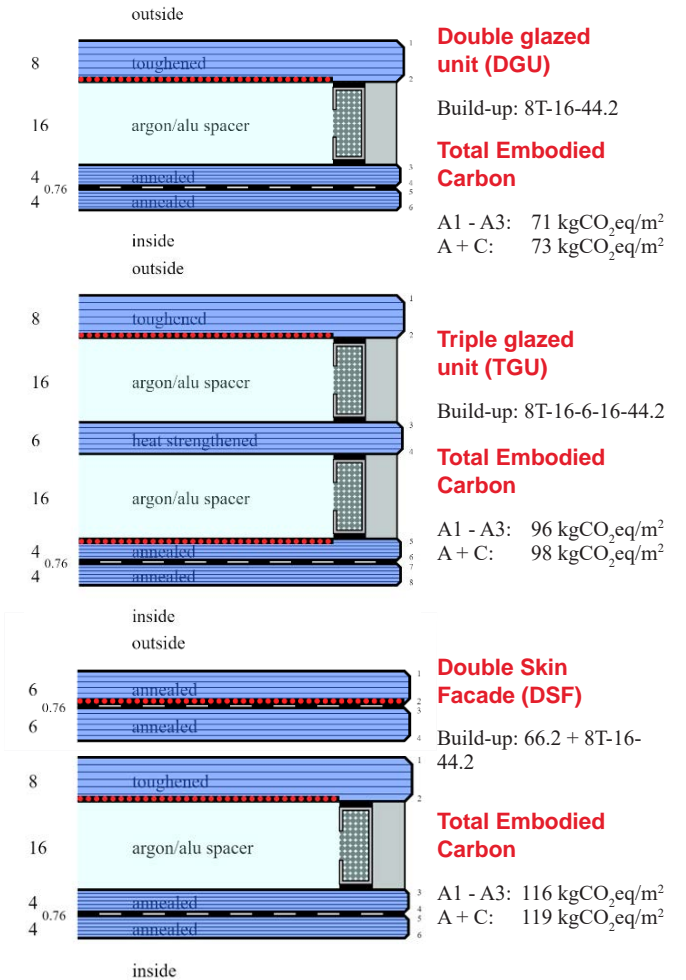 outside
8 toughened 1
2
16 argon/alu spacer
4 annealed 3
4
0.76
4 annealed 5
6
inside
Double glazed
unit (DGU)
Build-up: 8T-16-44.2
Total Embodied
Carbon
A1 - A3: 71 kgCO2eq/m²
A + C: 73 kgCO2eq/m²
outside
8 toughened 1
2
16 argon/alu spacer
6 heat strengthened 3
4
16 argon/alu spacer
4 annealed 5
6
0.76
4 annealed 7
8
inside
Triple glazed
unit (TGU)
Build-up: 8T-16-6-16-44.2
Total Embodied
Carbon
A1 - A3: 96 kgCO2eq/m²
A + C: 98 kgCO2eq/m²
outside
6 annealed 1
2
0.76
6 annealed 3
4
8 toughened 1
2
16 argon/alu spacer
4 annealed 3
4
0.76
4 annealed 5
6
inside
Double Skin
Facade (DSF)
Build-up: 66.2 + 8T-16-
44.2
Total Embodied
Carbon
A1 - A3: 116 kgCO2eq/m²
A + C: 119 kgCO2eq/m²